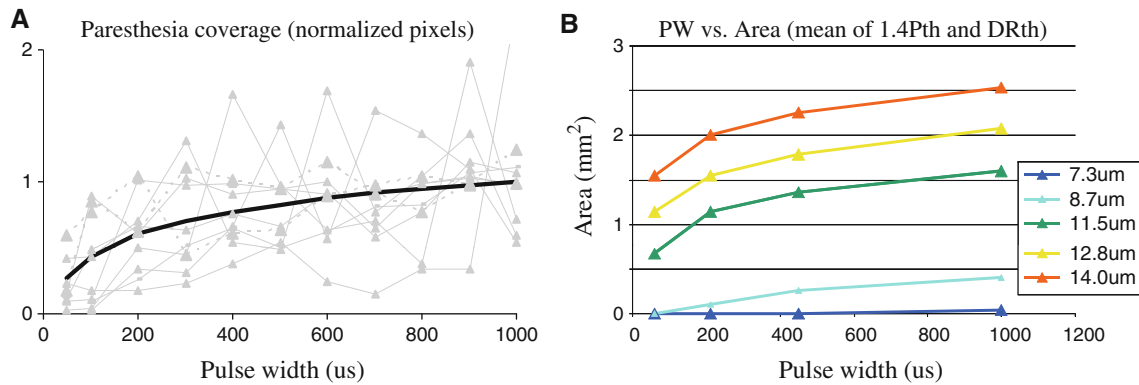 A
Paresthesia coverage (normalized pixels)
2
1
0
0
200
400
600
800
1000
Pulse width (us)
B
PW vs. Area (mean of 1.4Pth and DRth)
Area (mm²)
3
2
1
0
0
200
400
600
800
1000
1200
Pulse width (us)
7.3um
8.7um
11.5um
12.8um
14.0um